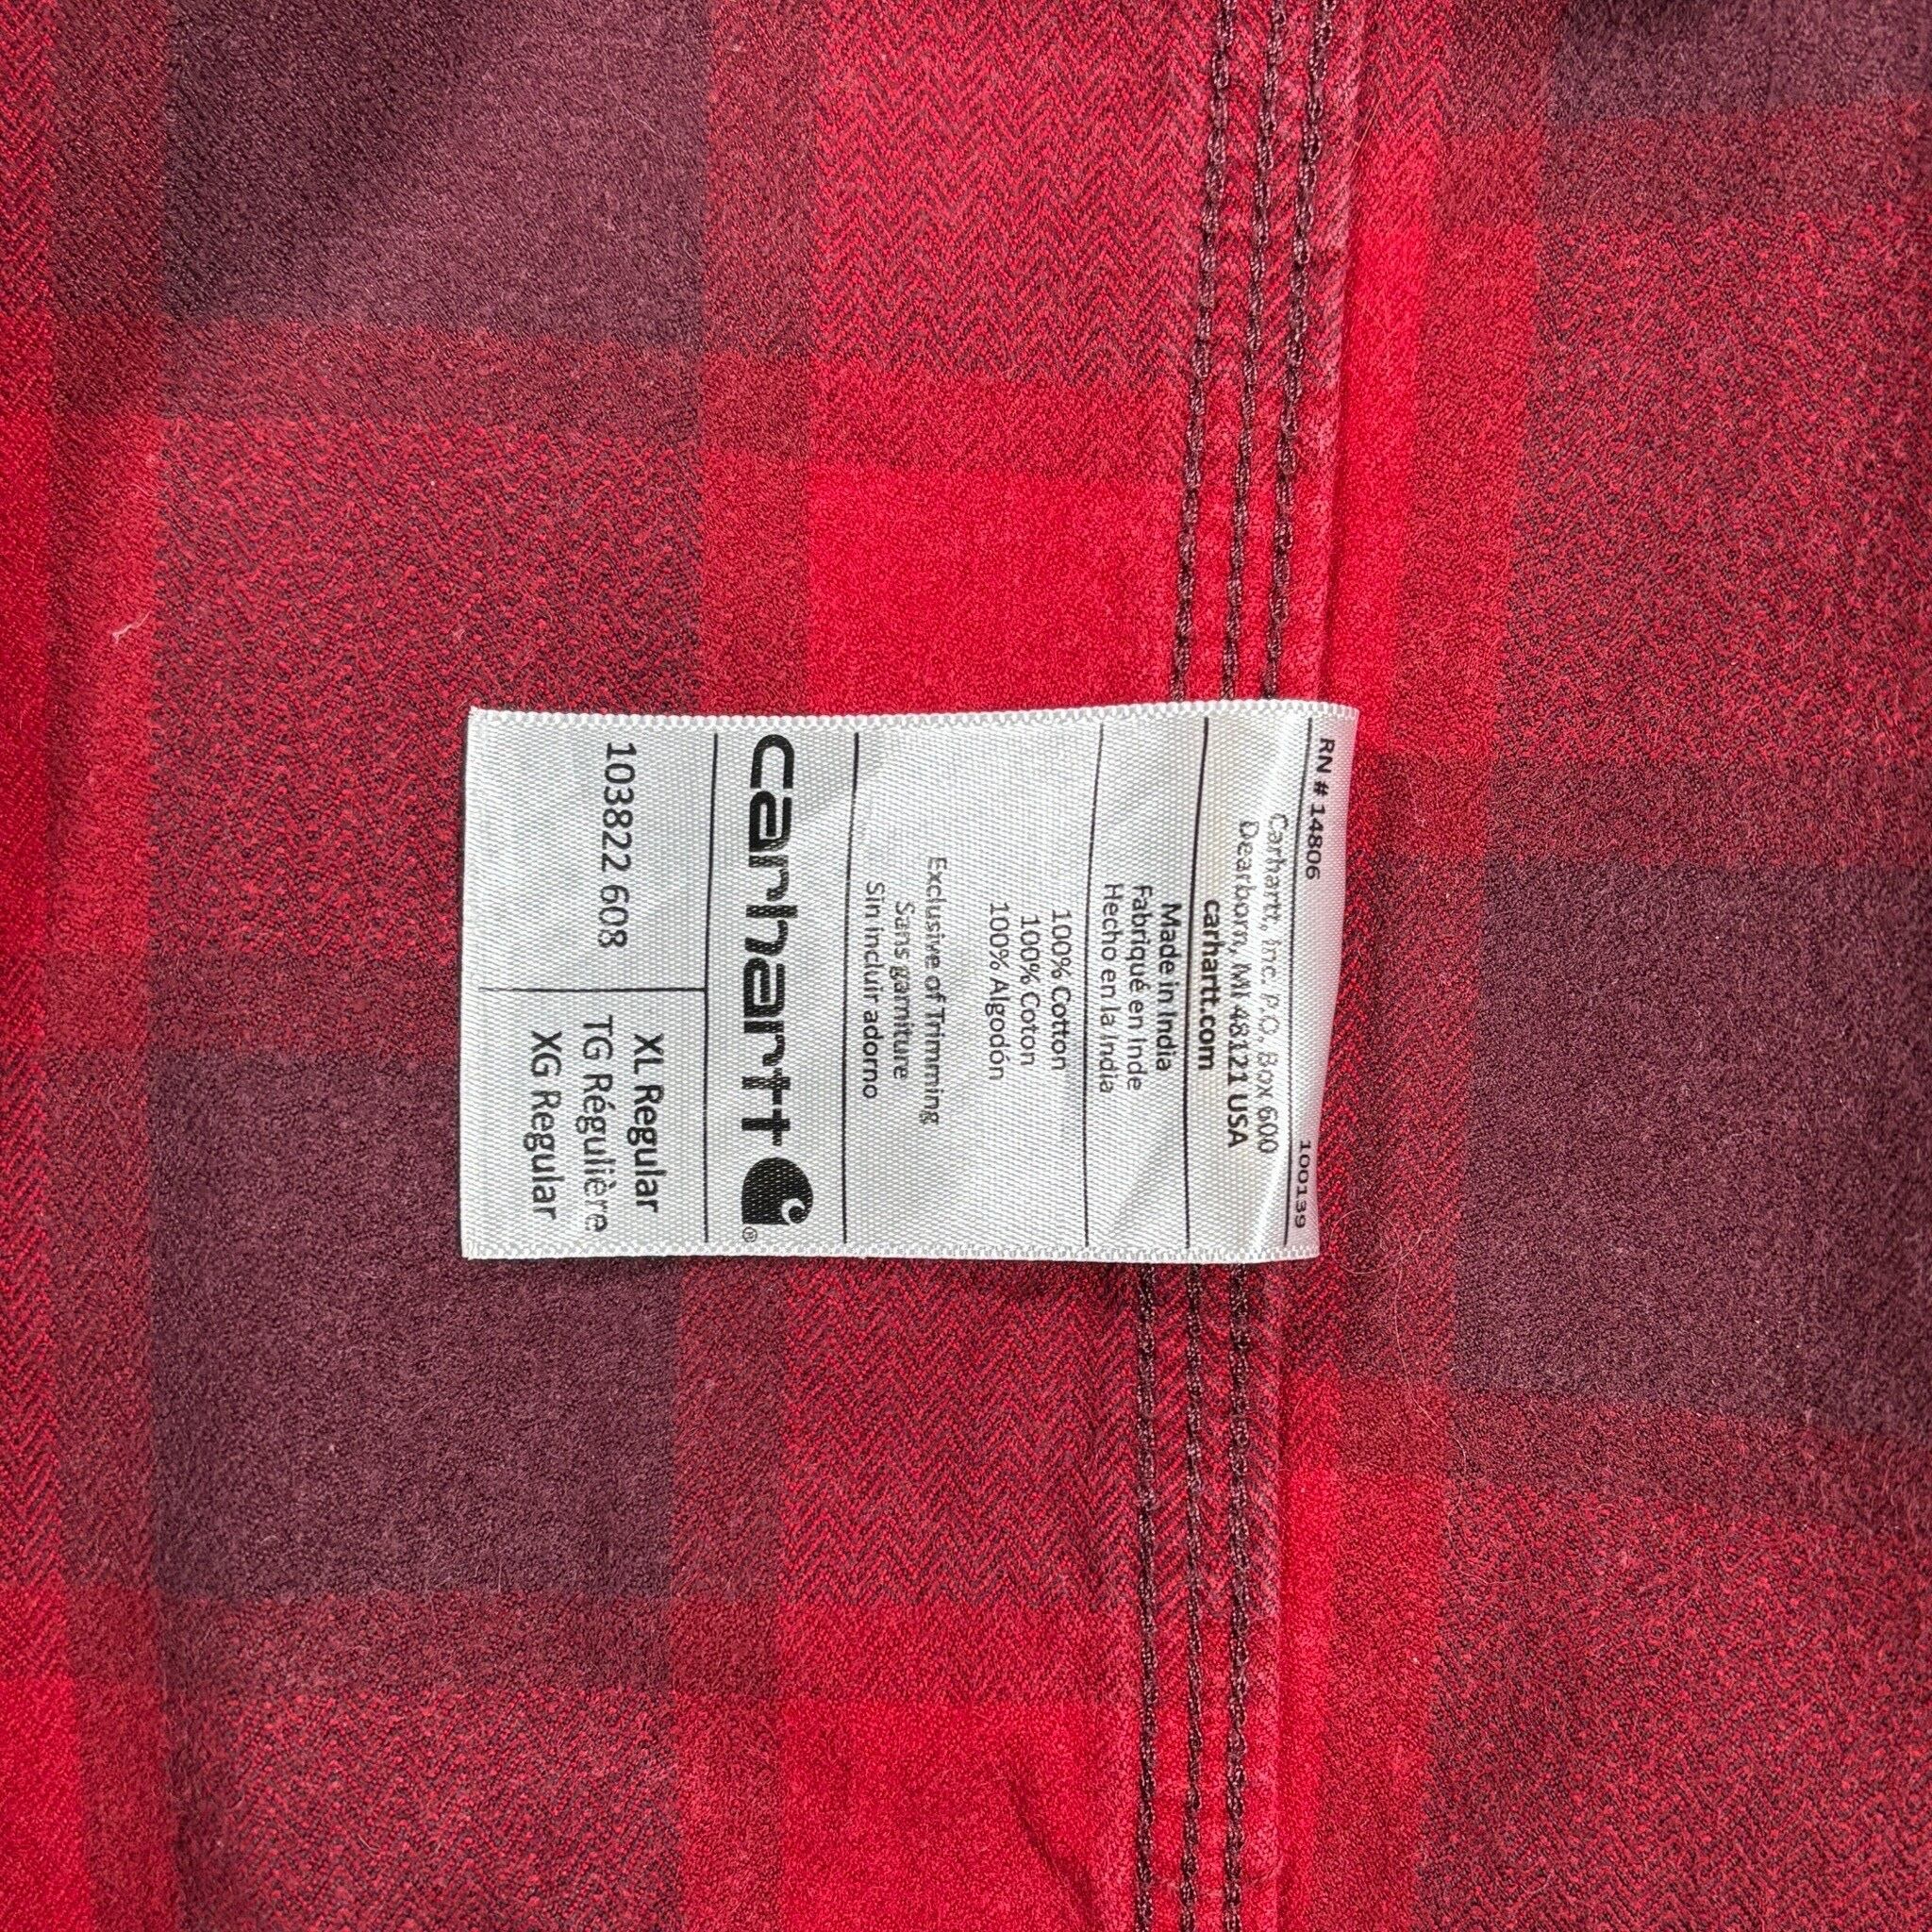 RN # 14806 100139
Carhartt, Inc. P.O. Box 600
Dearborn, MI 48121 USA
carhartt.com
Made in India
Fabriqué en Inde
Hecho en la India
100% Cotton
100% Coton
100% Algodón
Exclusive of Trimming
Sans garniture
Sin incluir adorno
carhartt ®
103822 608
XL Regular
TG Régulière
XG Regular